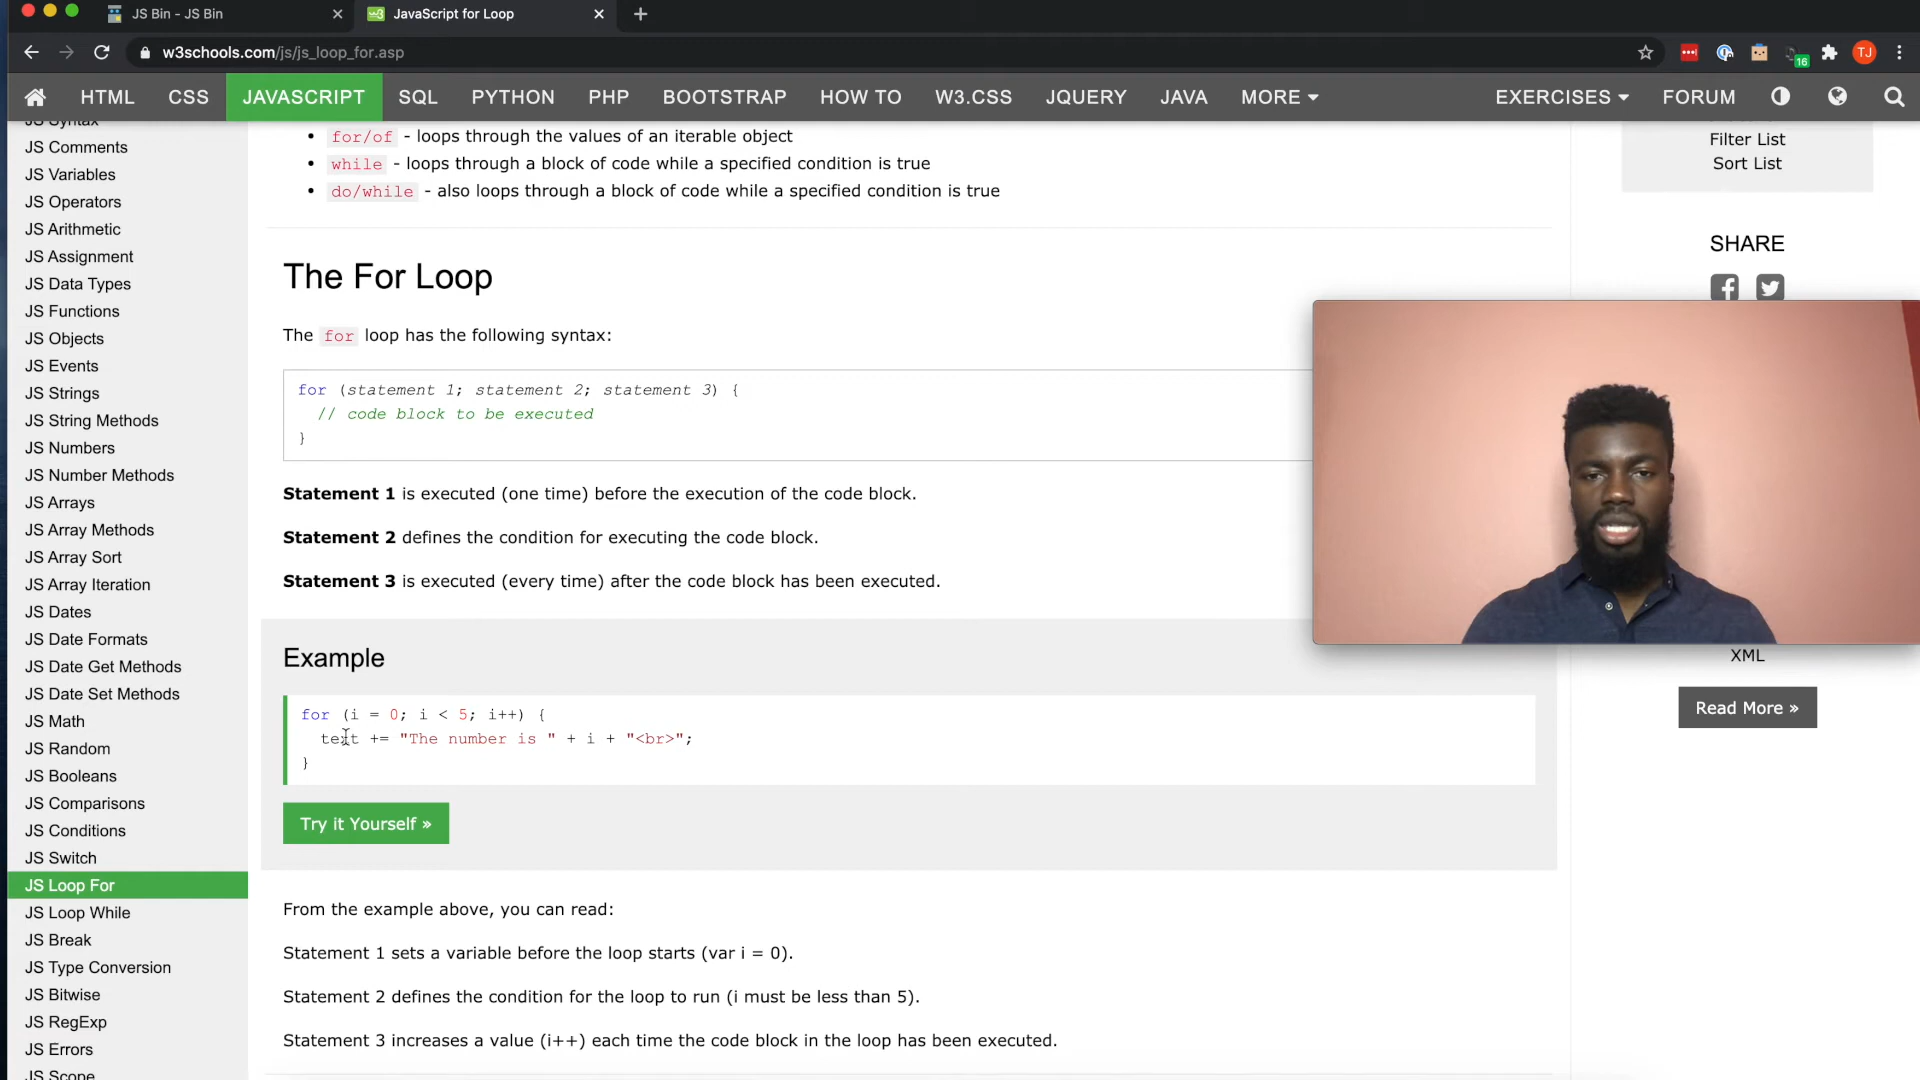 JS Bin - JS Bin
JavaScript for Loop
w3schools.com/js/js_loop_for.asp
16
TJ
HTML
CSS
JAVASCRIPT
SQL
PYTHON
PHP
BOOTSTRAP
HOW TO
W3.CSS
JQUERY
JAVA
MORE
EXERCISES
FORUM
JS Syntax
JS Comments
JS Variables
JS Operators
JS Arithmetic
JS Assignment
JS Data Types
JS Functions
JS Objects
JS Events
JS Strings
JS String Methods
JS Numbers
JS Number Methods
JS Arrays
JS Array Methods
JS Array Sort
JS Array Iteration
JS Dates
JS Date Formats
JS Date Get Methods
JS Date Set Methods
JS Math
JS Random
JS Booleans
JS Comparisons
JS Conditions
JS Switch
JS Loop For
JS Loop While
JS Break
JS Type Conversion
JS Bitwise
JS RegExp
JS Errors
JS Scope
for/of - loops through the values of an iterable object
while - loops through a block of code while a specified condition is true
do/while - also loops through a block of code while a specified condition is true
The For Loop
The for loop has the following syntax:
for (statement 1; statement 2; statement 3) {
// code block to be executed
}
Statement 1 is executed (one time) before the execution of the code block.
Statement 2 defines the condition for executing the code block.
Statement 3 is executed (every time) after the code block has been executed.
Example
for (i = 0; i < 5; i++) {
text += "The number is " + i + "<br>";
}
Try it Yourself »
From the example above, you can read:
Statement 1 sets a variable before the loop starts (var i = 0).
Statement 2 defines the condition for the loop to run (i must be less than 5).
Statement 3 increases a value (i++) each time the code block in the loop has been executed.
Filter List
Sort List
SHARE
XML
Read More »